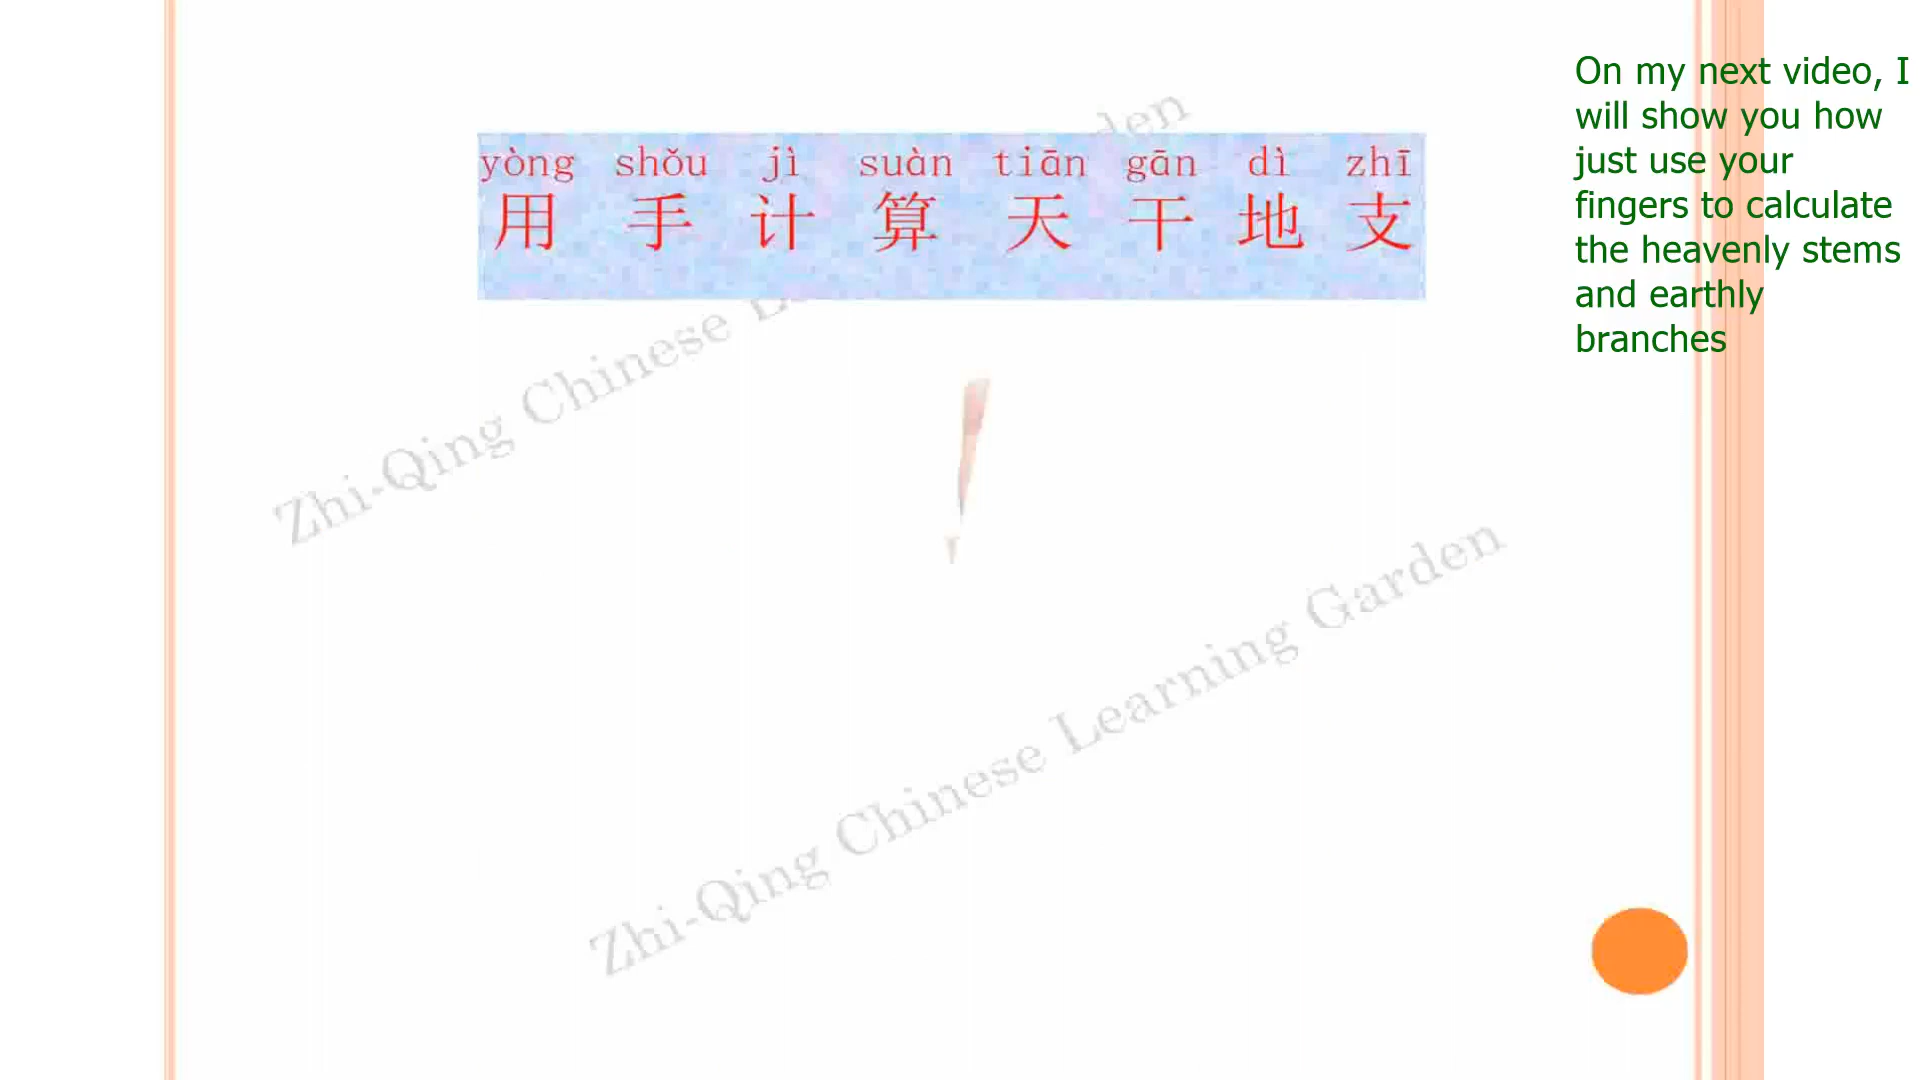 yòng shǒu jì suàn tiān gān dì zhī
用 手 计 算 天 干 地 支
On my next video, I
will show you how
just use your
fingers to calculate
the heavenly stems
and earthly
branches
Zhi-Qing Chinese den
Zhi-Qing Chinese Learning Garden